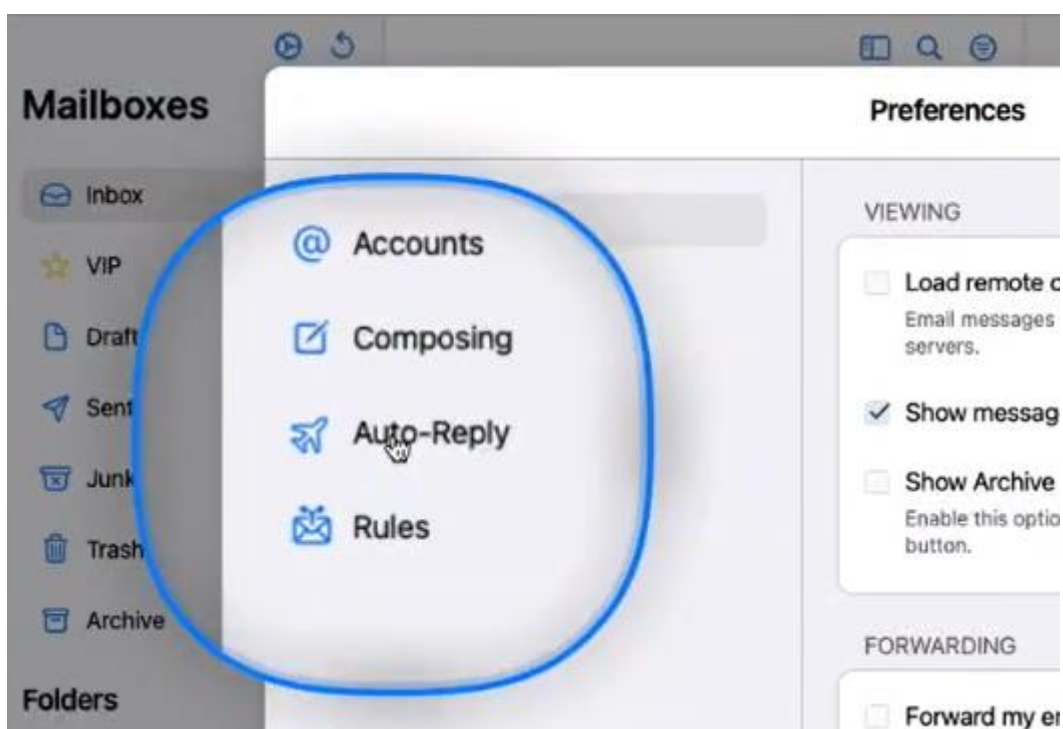 Mailboxes
Inbox
VIP
Draft
Sent
Junk
Trash
Archive
Folders
Preferences
Accounts
Composing
Auto-Reply
Rules
VIEWING
Load remote
Email messages
servers.
Show messag
Show Archive
Enable this optio
button.
FORWARDING
Forward my